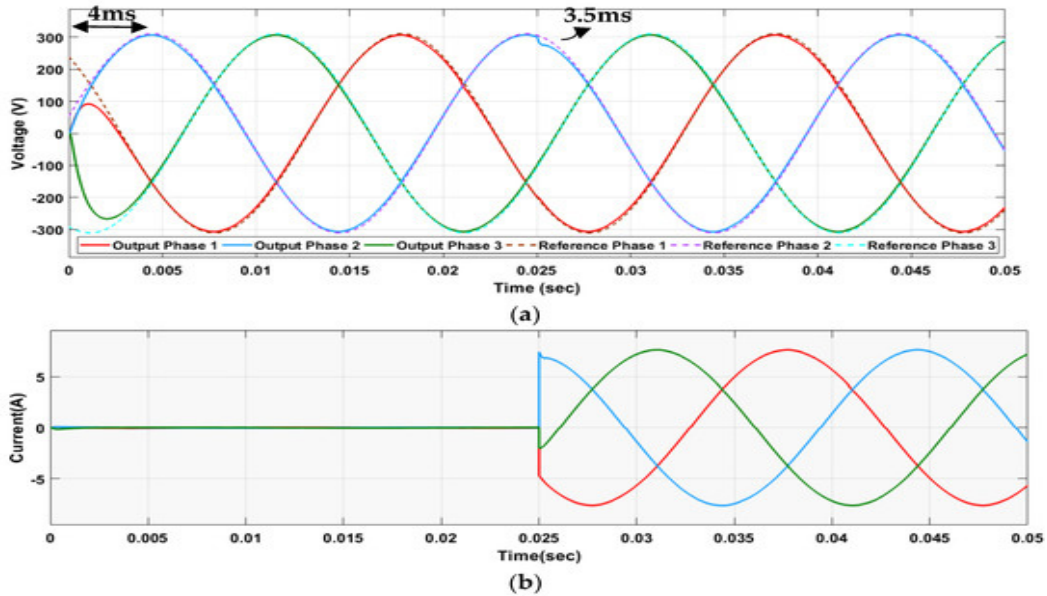 4ms
3.5ms
300
200
100
0
-100
-200
-300
Voltage (V)
Output Phase 1 Output Phase 2 Output Phase 3 Reference Phase 1 Reference Phase 2 Reference Phase 3
0 0.005 0.01 0.015 0.02 0.025 0.03 0.035 0.04 0.045 0.05
Time (sec)
(a)
5
0
-5
Current(A)
0 0.005 0.01 0.015 0.02 0.025 0.03 0.035 0.04 0.045 0.05
Time(sec)
(b)